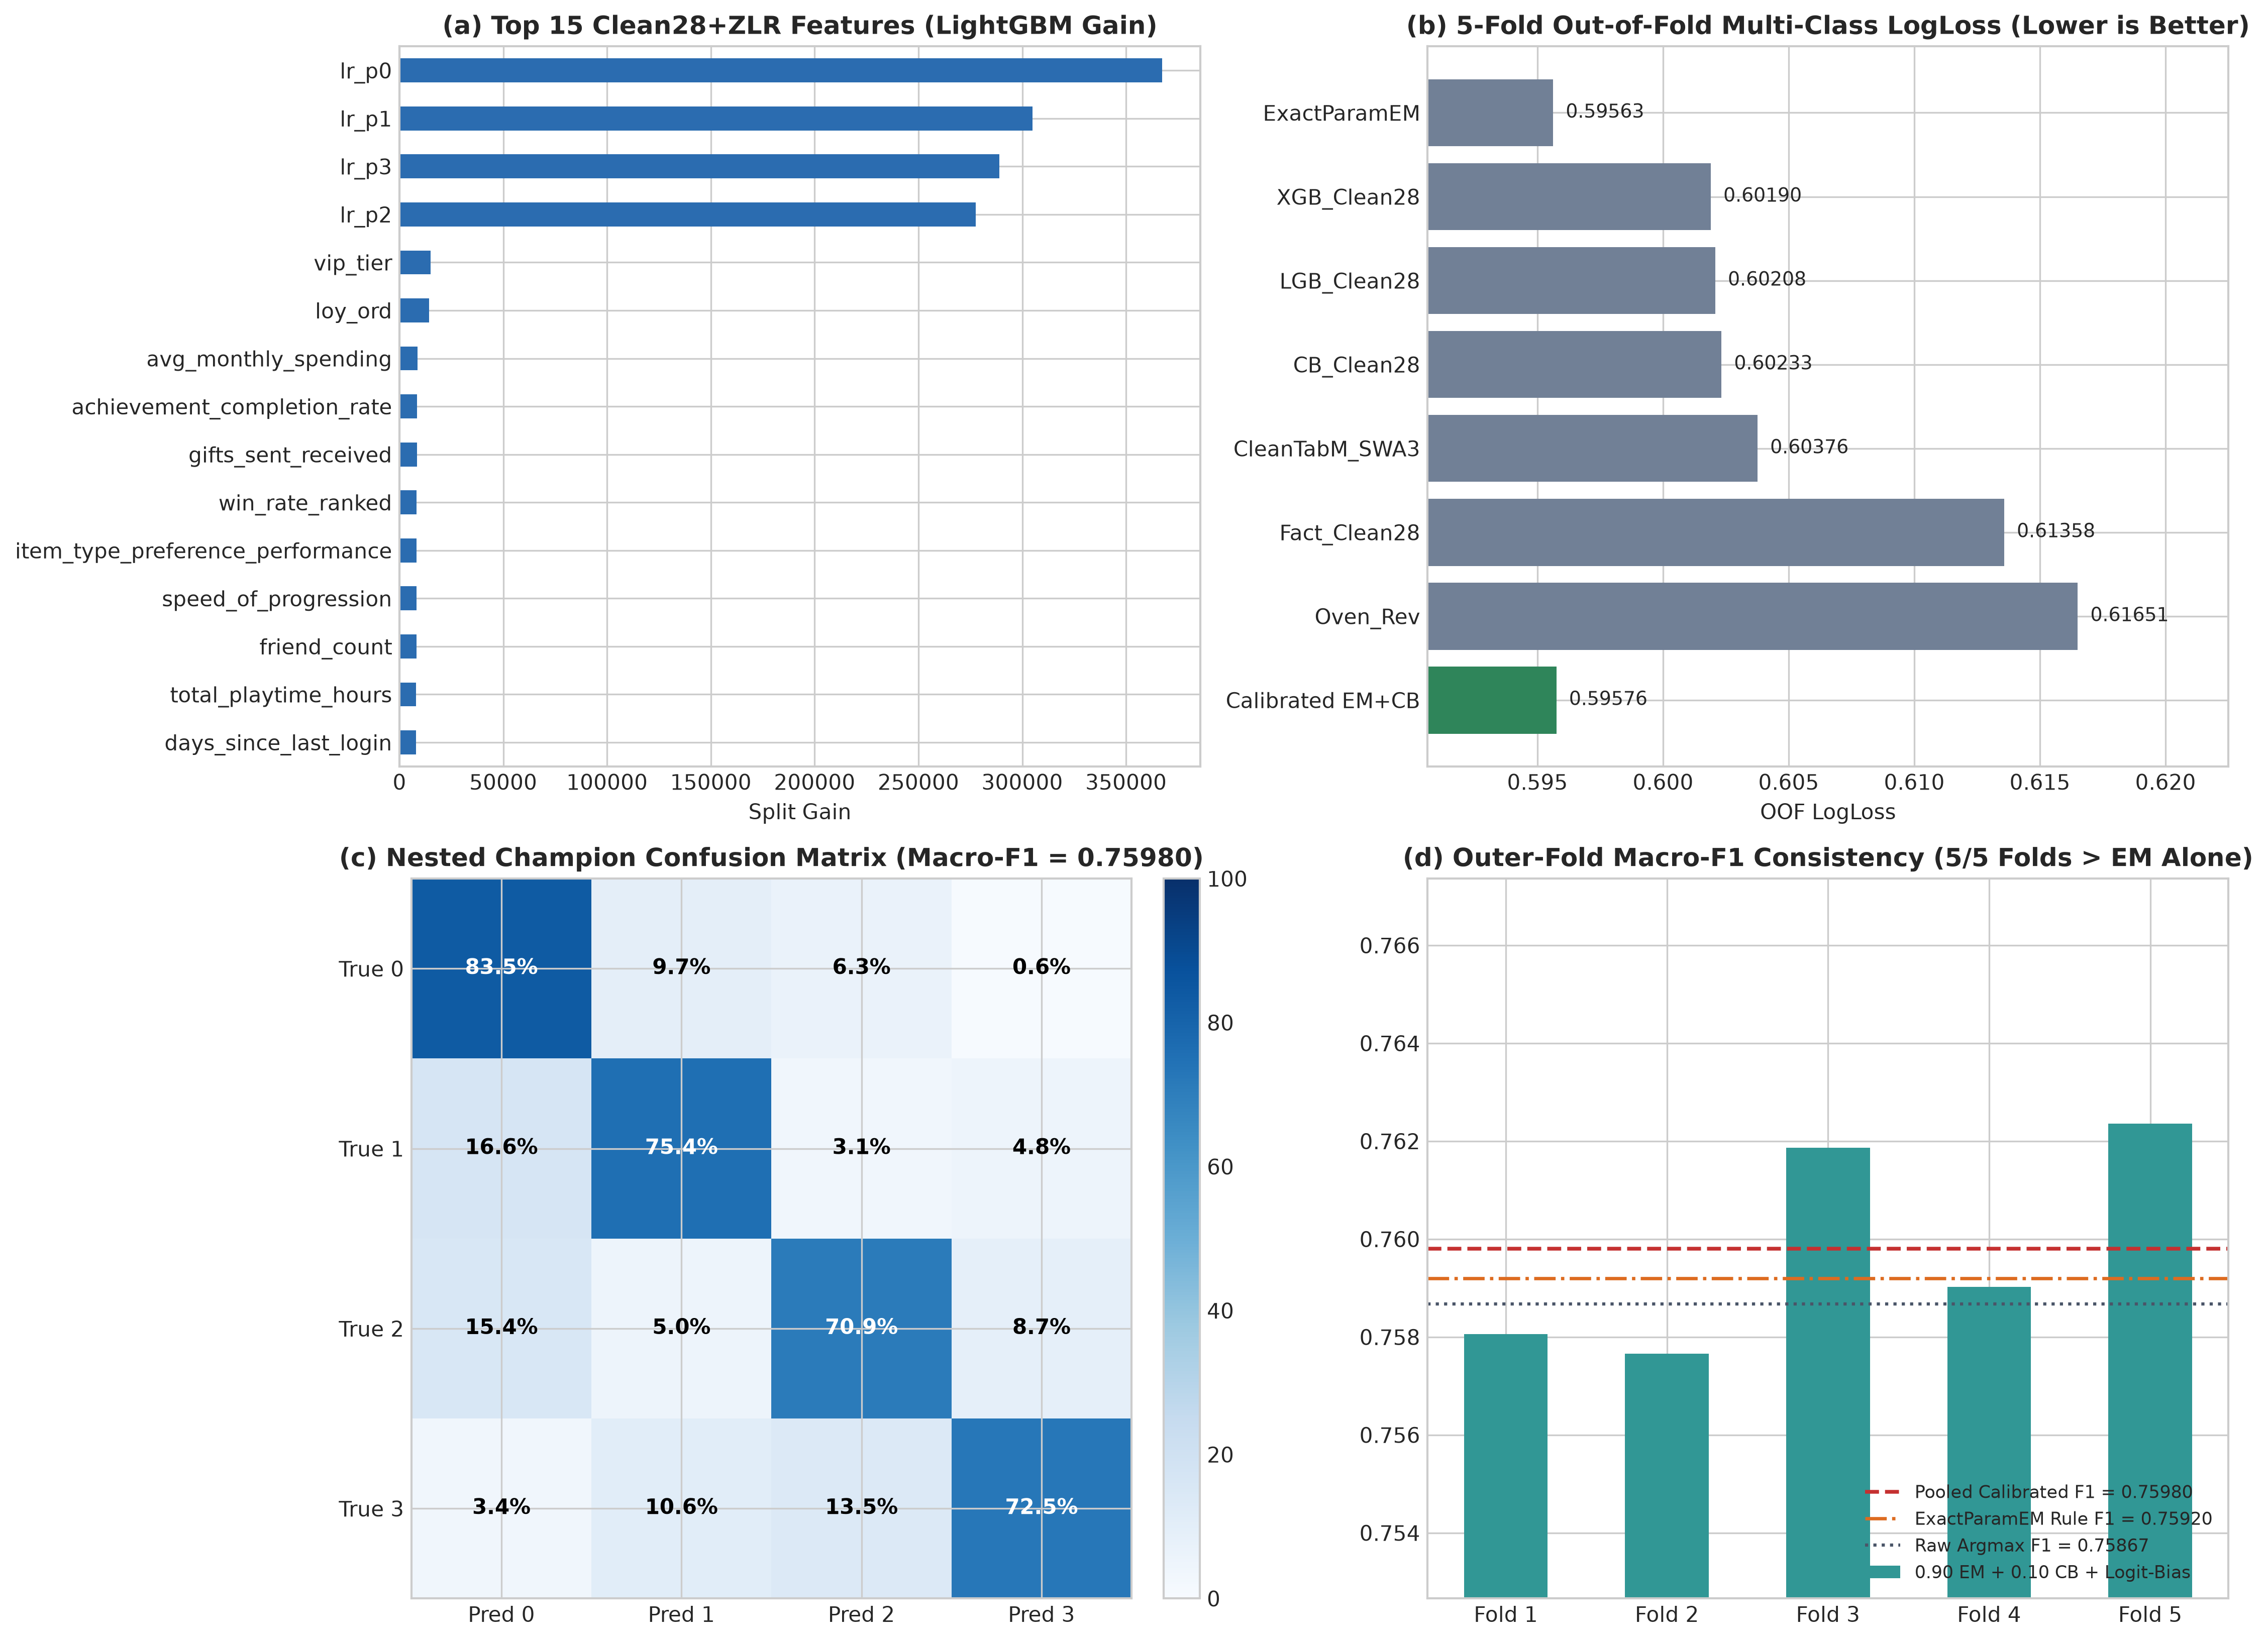 (a) Top 15 Clean28+ZLR Features (LightGBM Gain)
lr_p0
lr_p1
lr_p3
lr_p2
vip_tier
loy_ord
avg_monthly_spending
achievement_completion_rate
gifts_sent_received
win_rate_ranked
item_type_preference_performance
speed_of_progression
friend_count
total_playtime_hours
days_since_last_login
0 50000 100000 150000 200000 250000 300000 350000
Split Gain
(b) 5-Fold Out-of-Fold Multi-Class LogLoss (Lower is Better)
ExactParamEM 0.59563
XGB_Clean28 0.60190
LGB_Clean28 0.60208
CB_Clean28 0.60233
CleanTabM_SWA3 0.60376
Fact_Clean28 0.61358
Oven_Rev 0.61651
Calibrated EM+CB 0.59576
0.595 0.600 0.605 0.610 0.615 0.620
OOF LogLoss
(c) Nested Champion Confusion Matrix (Macro-F1 = 0.75980)
True 0 83.5% 9.7% 6.3% 0.6%
True 1 16.6% 75.4% 3.1% 4.8%
True 2 15.4% 5.0% 70.9% 8.7%
True 3 3.4% 10.6% 13.5% 72.5%
Pred 0 Pred 1 Pred 2 Pred 3
100
80
60
40
20
0
(d) Outer-Fold Macro-F1 Consistency (5/5 Folds > EM Alone)
0.766
0.764
0.762
0.760
0.758
0.756
0.754
Pooled Calibrated F1 = 0.75980
ExactParamEM Rule F1 = 0.75920
Raw Argmax F1 = 0.75867
0.90 EM + 0.10 CB + Logit-Bias
Fold 1 Fold 2 Fold 3 Fold 4 Fold 5